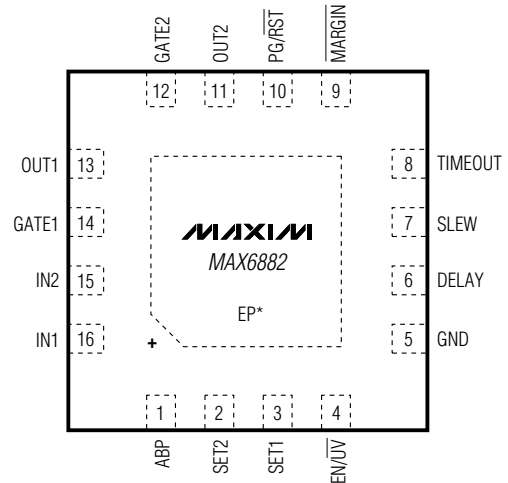 GATE2
OUT2
PG/RST
MARGIN
12
11
10
9
OUT1 13
GATE1 14
IN2 15
IN1 16
8 TIMEOUT
7 SLEW
6 DELAY
5 GND
MAXIM
MAX6882
EP*
+
1
2
3
4
ABP
SET2
SET1
EN/UV